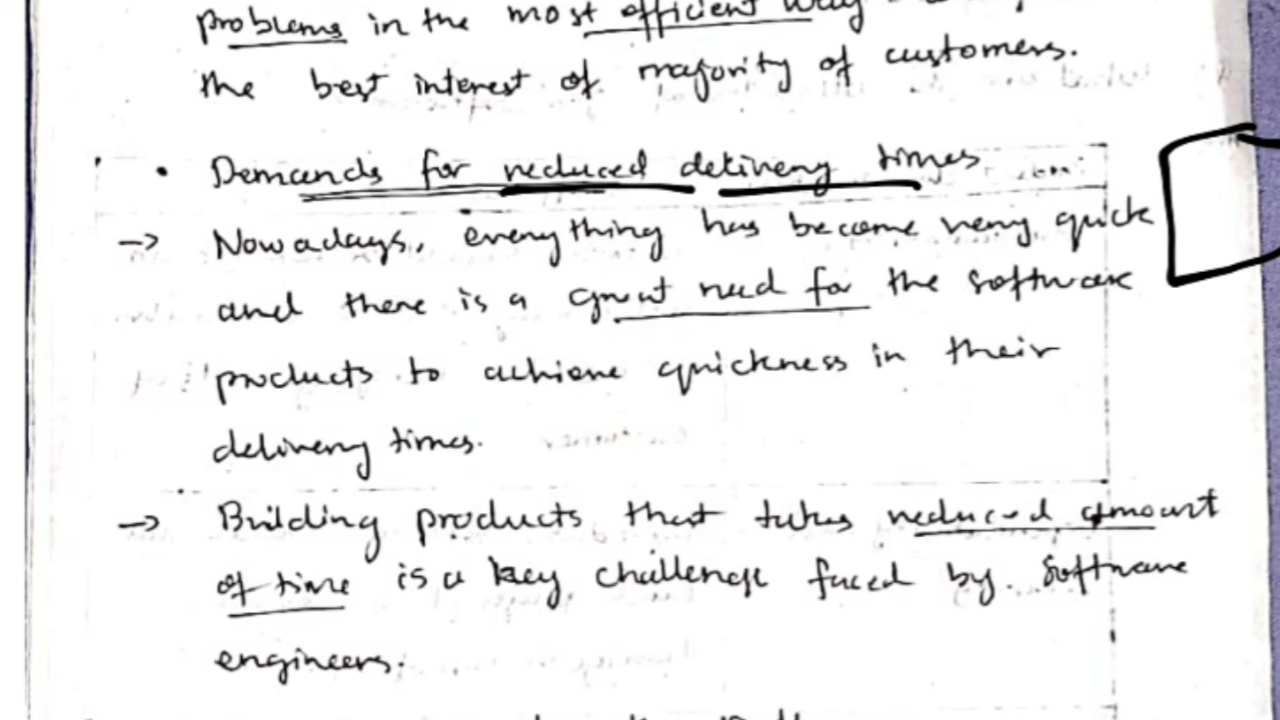 problems in the most efficient way
the best interest of majority of customers.
• Demands for reduced delivery times
-> Nowadays, everything has become very quick
and there is a great need for the software
products to achieve quickness in their
delivery times.
-> Building products that takes reduced amount
of time is a key challenge faced by software
engineers.